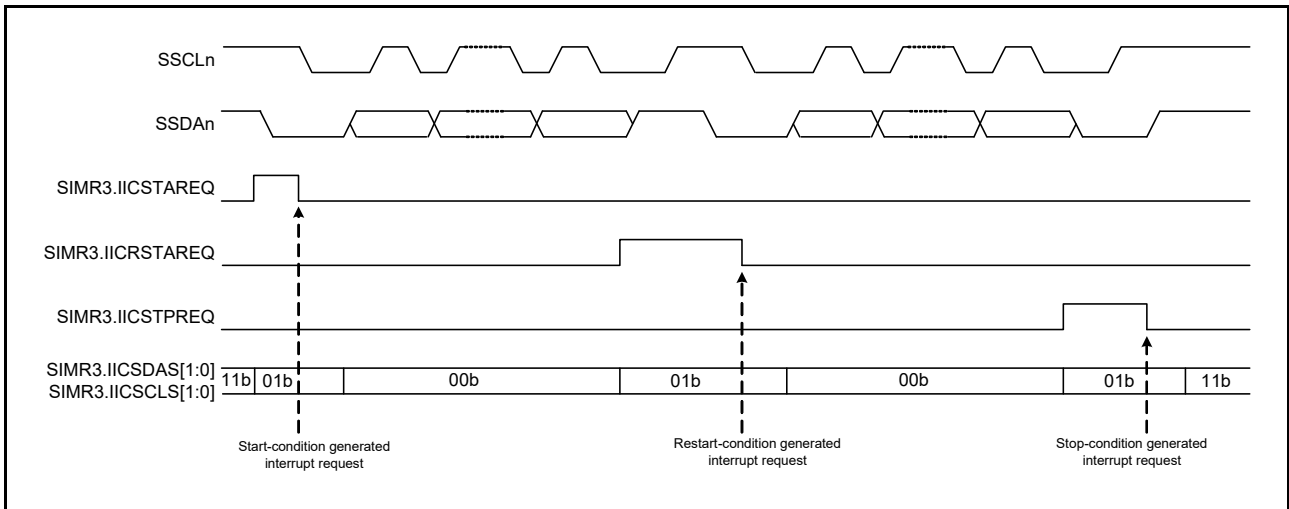 SSCLn
SSDAn
SIMR3.IICSTAREQ
SIMR3.IICRSTAREQ
SIMR3.IICSTPREQ
SIMR3.IICSDAS[1:0]
SIMR3.IICSCLS[1:0]
11b 01b 00b 01b 00b 01b 11b
Start-condition generated
interrupt request
Restart-condition generated
interrupt request
Stop-condition generated
interrupt request